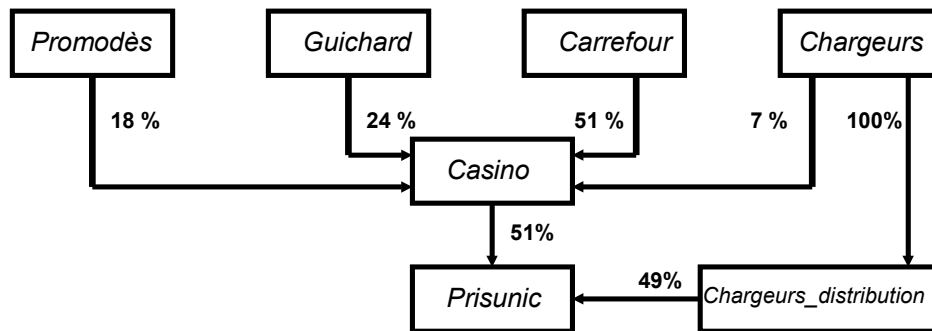 Promodès
Guichard
Carrefour
Chargeurs
18 %
24 %
51 %
7 %
100%
Casino
51%
Prisunic
49%
Chargeurs_distribution